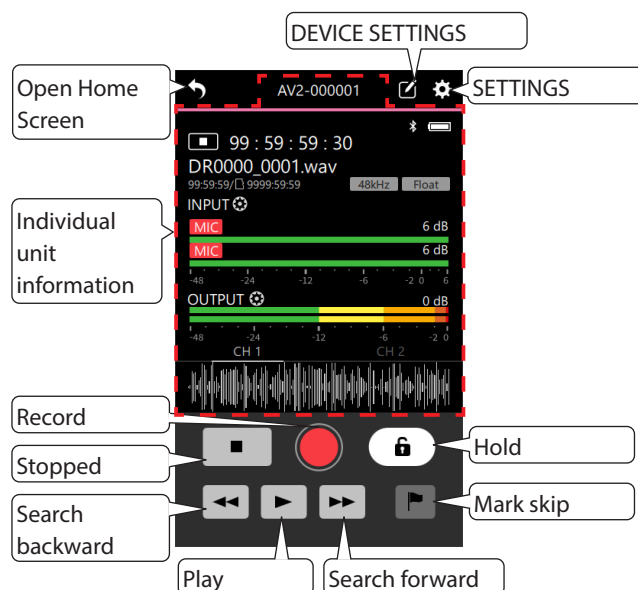 DEVICE SETTINGS
Open Home
Screen
AV2-000001
SETTINGS
99 : 59 : 59 : 30
DR0000_0001.wav
99:59:59/ 9999:59:59
48kHz
Float
INPUT
MIC
6 dB
MIC
6 dB
-48 -24 -12 -6 -2 0 6
Individual
unit
information
OUTPUT
0 dB
-48 -24 -12 -6 -2 0
CH 1
CH 2
Record
Stopped
Hold
Search
backward
Mark skip
Play
Search forward